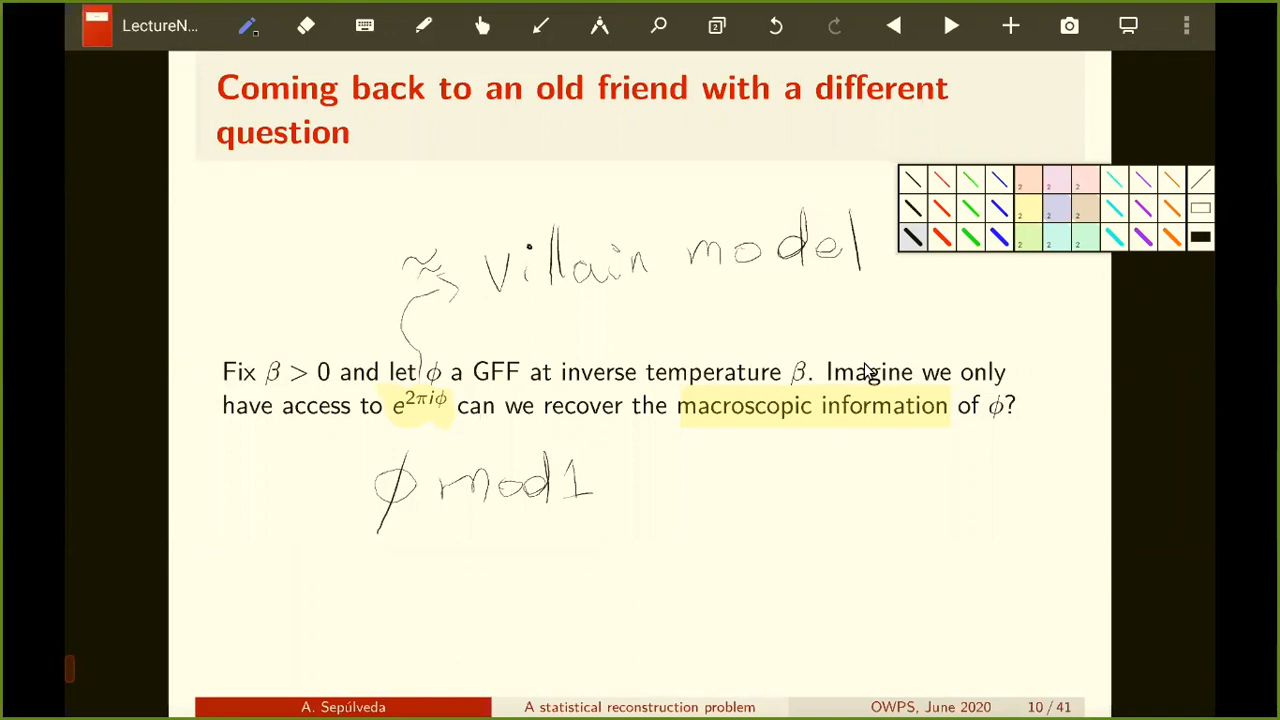 LectureN...
Coming back to an old friend with a different
question
≈ Villain model
Fix β > 0 and let ϕ a GFF at inverse temperature β. Imagine we only
have access to e^{2πiϕ} can we recover the macroscopic information of ϕ?
ϕ mod 1
A. Sepúlveda A statistical reconstruction problem OWPS, June 2020 10 / 41